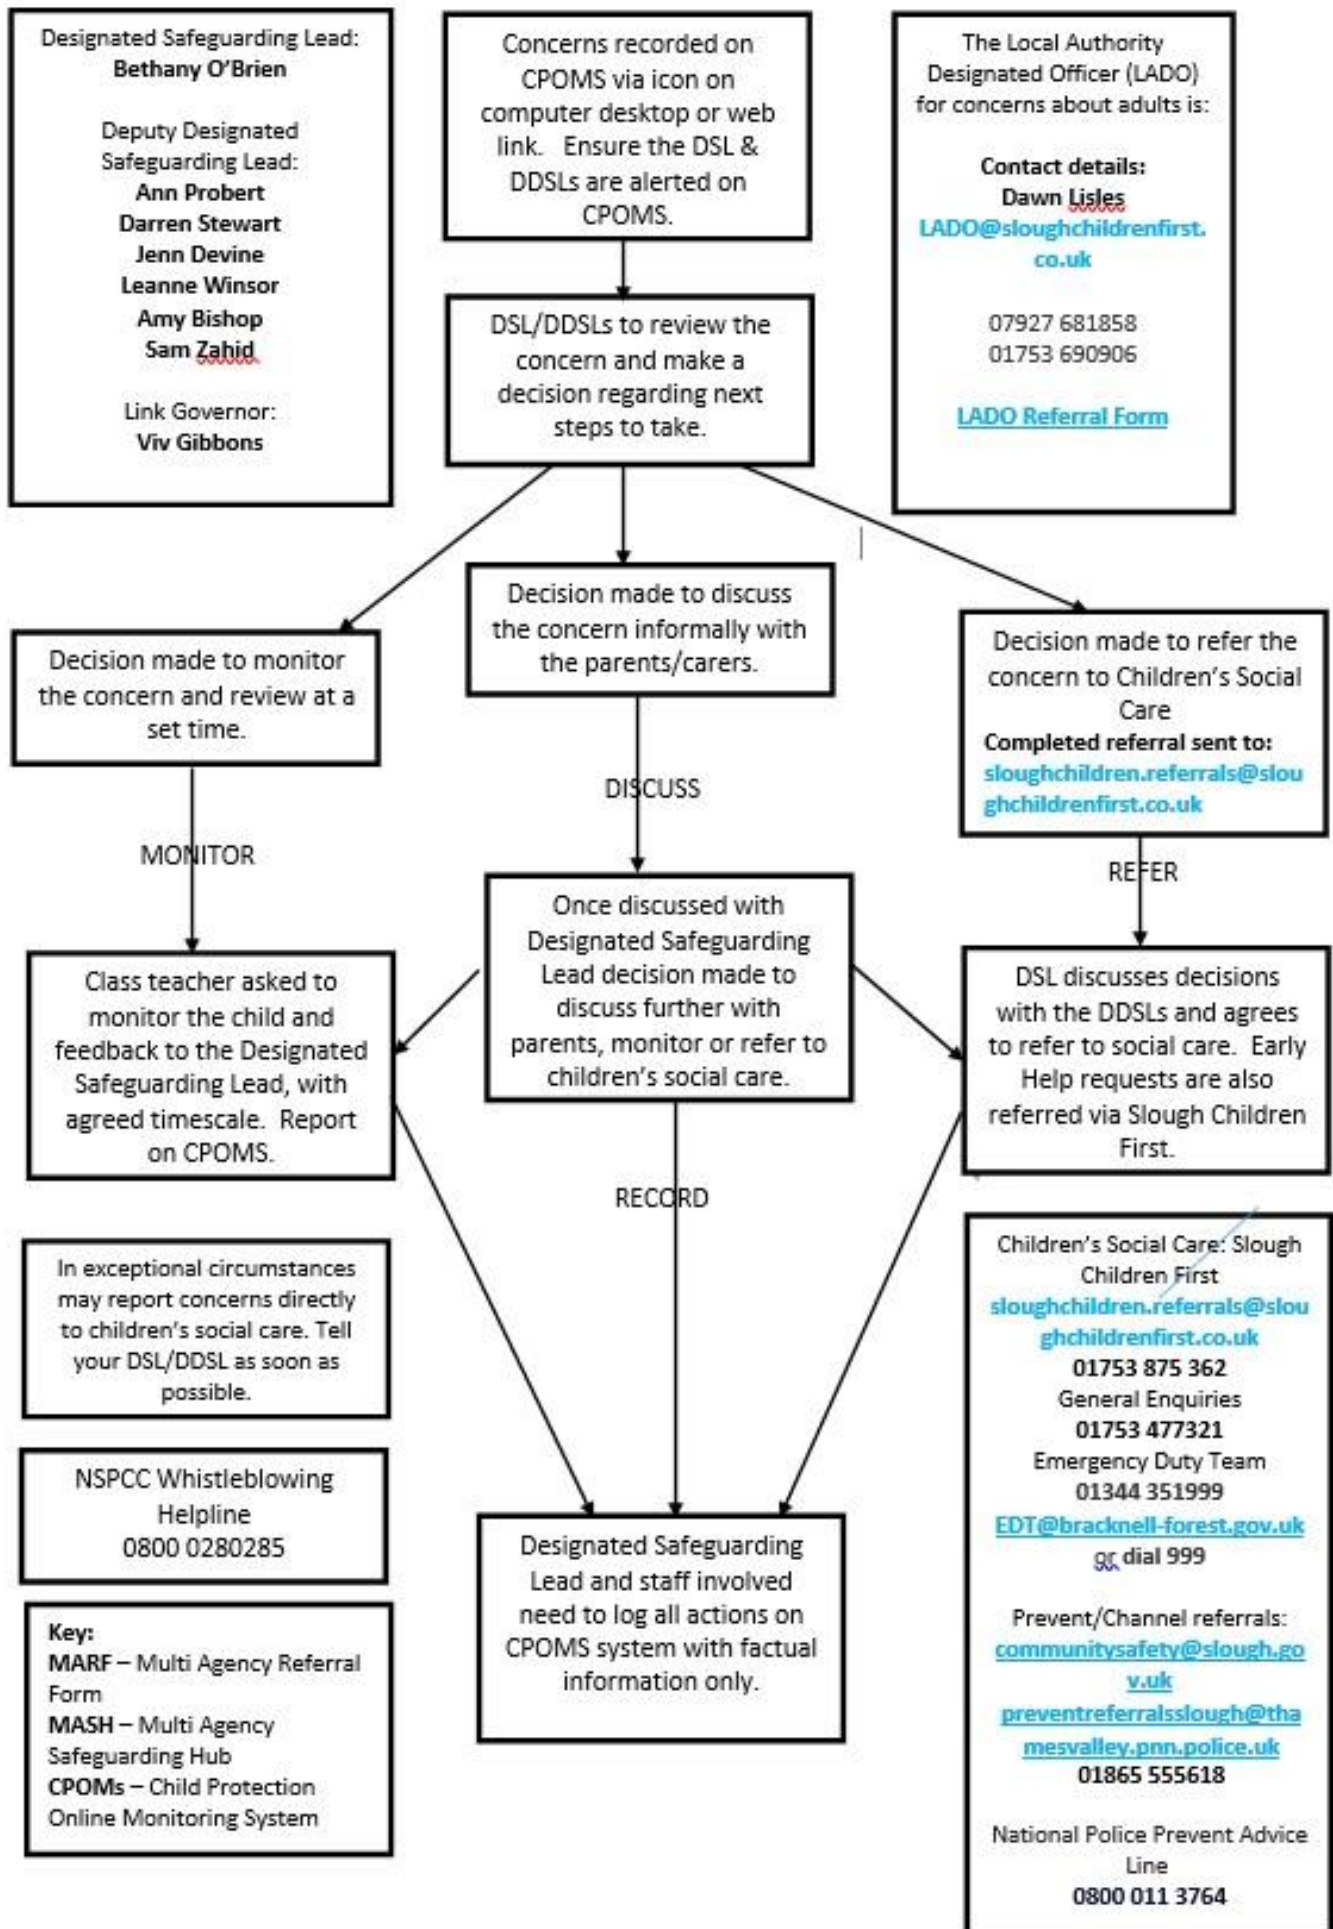 Designated Safeguarding Lead:
Bethany O'Brien
Deputy Designated
Safeguarding Lead:
Ann Probert
Darren Stewart
Jenn Devine
Leanne Winsor
Amy Bishop
Sam Zahid
Link Governor:
Viv Gibbons
Concerns recorded on
CPOMS via icon on
computer desktop or web
link. Ensure the DSL &
DDSLs are alerted on
CPOMS.
The Local Authority
Designated Officer (LADO)
for concerns about adults is:
Contact details:
Dawn Lisles
LADO@sloughchildrenfirst.
co.uk
07927 681858
01753 690906
LADO Referral Form
DSL/DDSLs to review the
concern and make a
decision regarding next
steps to take.
Decision made to monitor
the concern and review at a
set time.
Decision made to discuss
the concern informally with
the parents/carers.
Decision made to refer the
concern to Children's Social
Care
Completed referral sent to:
sloughchildren.referrals@slou
ghchildrenfirst.co.uk
MONITOR
DISCUSS
REFER
Class teacher asked to
monitor the child and
feedback to the Designated
Safeguarding Lead, with
agreed timescale. Report
on CPOMS.
Once discussed with
Designated Safeguarding
Lead decision made to
discuss further with
parents, monitor or refer to
children's social care.
DSL discusses decisions
with the DDSLs and agrees
to refer to social care. Early
Help requests are also
referred via Slough Children
First.
RECORD
In exceptional circumstances
may report concerns directly
to children's social care. Tell
your DSL/DDSL as soon as
possible.
NSPCC Whistleblowing
Helpline
0800 0280285
Key:
MARF – Multi Agency Referral
Form
MASH – Multi Agency
Safeguarding Hub
CPOMs – Child Protection
Online Monitoring System
Designated Safeguarding
Lead and staff involved
need to log all actions on
CPOMS system with factual
information only.
Children's Social Care: Slough
Children First
sloughchildren.referrals@slou
ghchildrenfirst.co.uk
01753 875 362
General Enquiries
01753 477321
Emergency Duty Team
01344 351999
EDT@bracknell-forest.gov.uk
or dial 999
Prevent/Channel referrals:
communitysafety@slough.go
v.uk
preventreferralsslough@tha
mesvalley.pnn.police.uk
01865 555618
National Police Prevent Advice
Line
0800 011 3764